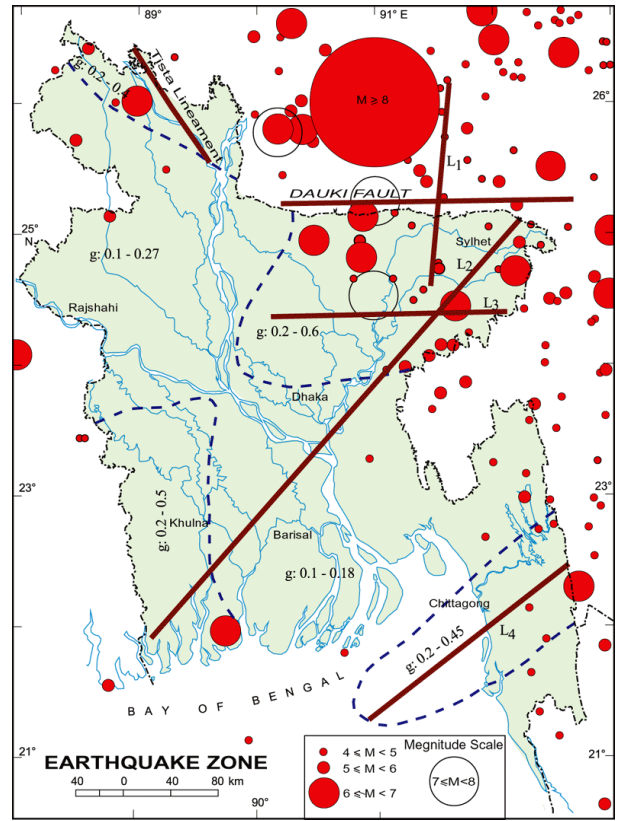 89°
91° E
Tista Lineament
g: 0.2 - 0.
26°
M ⩾ 8
L1
DAUKI FAULT
25°
N
Sylhet
g: 0.1 - 0.27
L2
Rajshahi
L3
g: 0.2 - 0.6
Dhaka
23°
23°
g: 0.2 - 0.5
Khulna
Barisal
g: 0.1 - 0.18
Chittagong
L4
g: 0.2 - 0.45
BAY OF BENGAL
21°
21°
EARTHQUAKE ZONE
40 0 40 80 km
90°
Megnitude Scale
4 ⩽ M < 5
5 ⩽ M < 6
6 ⩽ M < 7
7⩽M<8